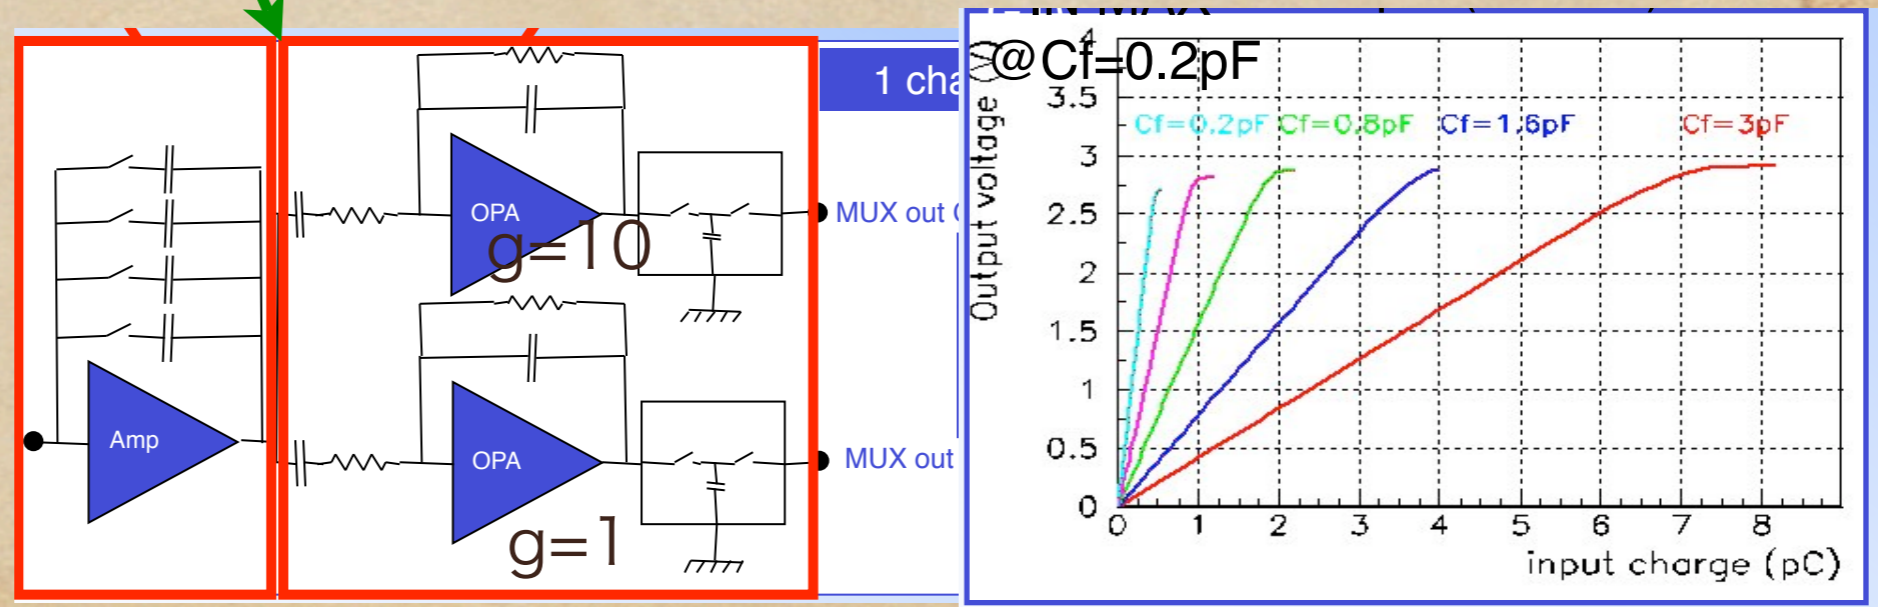 1 cha
OPA
g=10
MUX out
Amp
OPA
g=1
MUX out
@Cf=0.2pF
Output voltage (V)
Cf=0.2pF Cf=0.8pF Cf=1.6pF Cf=3pF
4
3.5
3
2.5
2
1.5
1
0.5
0
0 1 2 3 4 5 6 7 8
input charge (pC)